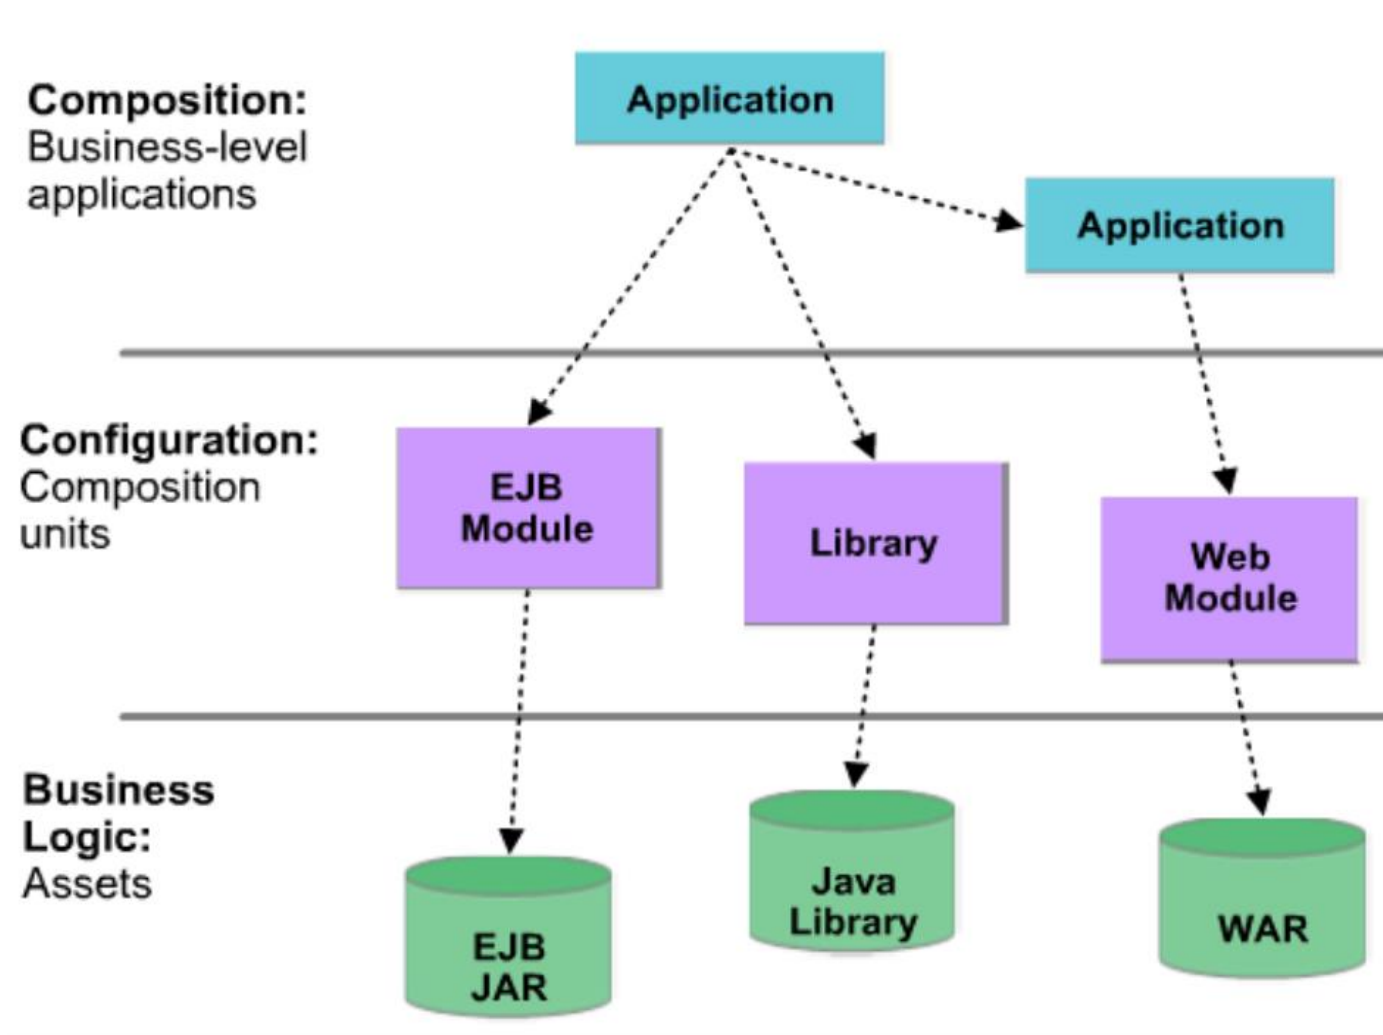 Composition:
Business-level
applications
Application
Application
Configuration:
Composition
units
EJB
Module
Library
Web
Module
Business
Logic:
Assets
EJB
JAR
Java
Library
WAR